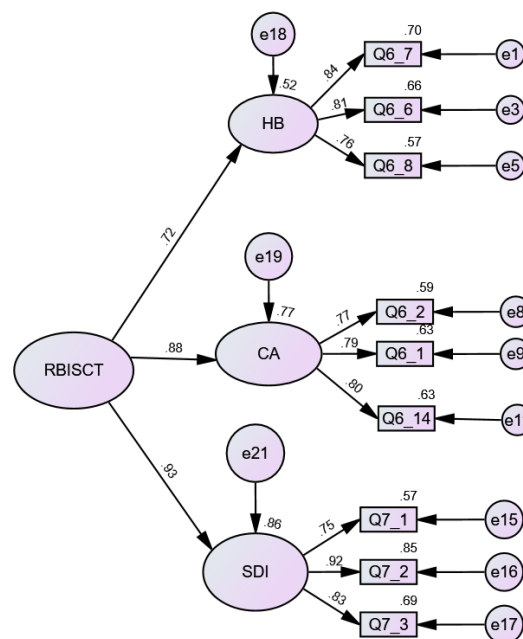 e18
.70
.52
.84
Q6_7
e1
HB
.81
.66
Q6_6
e3
.76
.57
Q6_8
e5
.72
e19
.59
.77
.77
Q6_2
e8
RBISCT
.88
CA
.79
.63
Q6_1
e9
.80
.63
Q6_14
e1
.93
e21
.57
.86
.75
Q7_1
e15
SDI
.92
.85
Q7_2
e16
.83
.69
Q7_3
e17